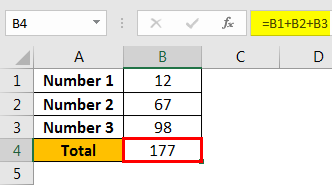 B4 =B1+B2+B3
A B C D
1 Number 1 12
2 Number 2 67
3 Number 3 98
4 Total 177
5